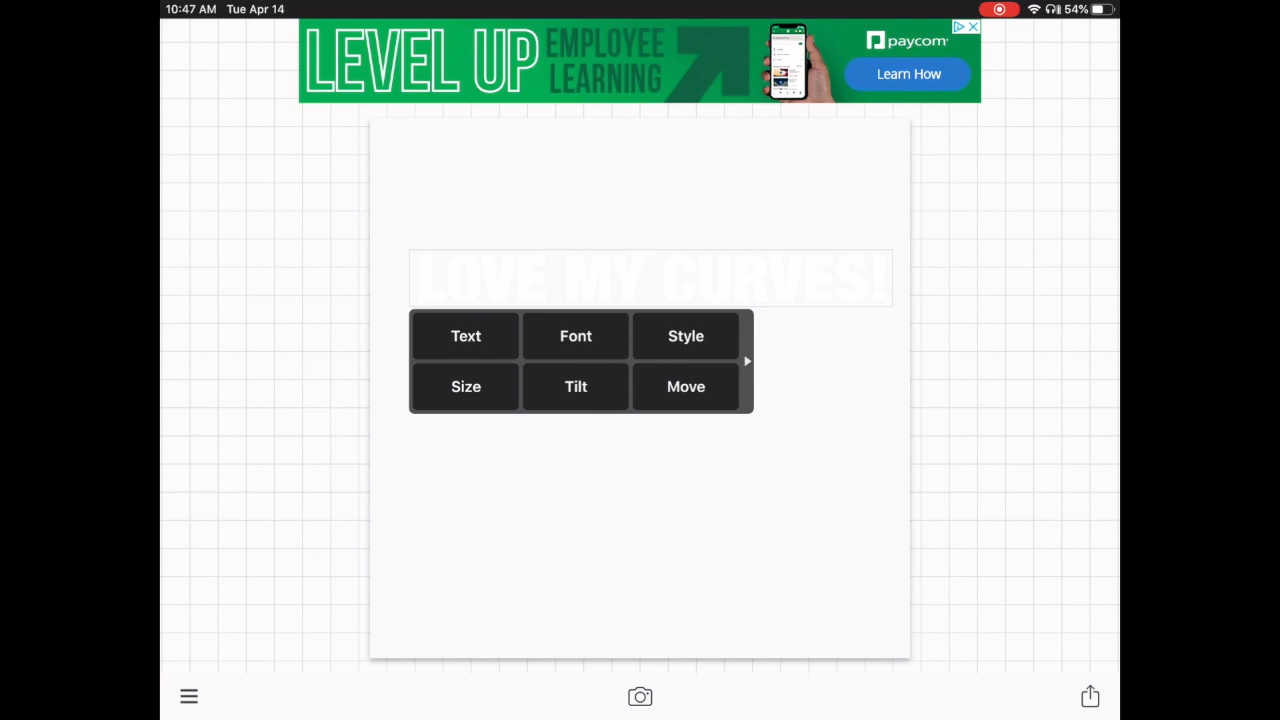 10:47 AM Tue Apr 14 54%
LEVEL UP EMPLOYEE LEARNING
paycom
Learn How
LOVE MY CURVES!
Text Font Style
Size Tilt Move